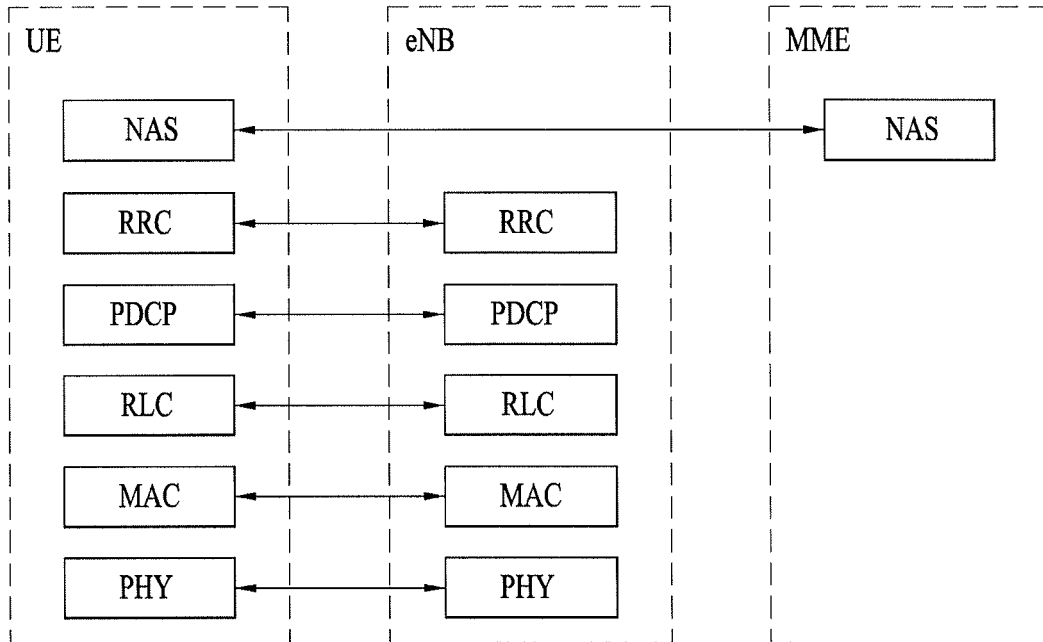 UE eNB MME
NAS NAS
RRC RRC
PDCP PDCP
RLC RLC
MAC MAC
PHY PHY